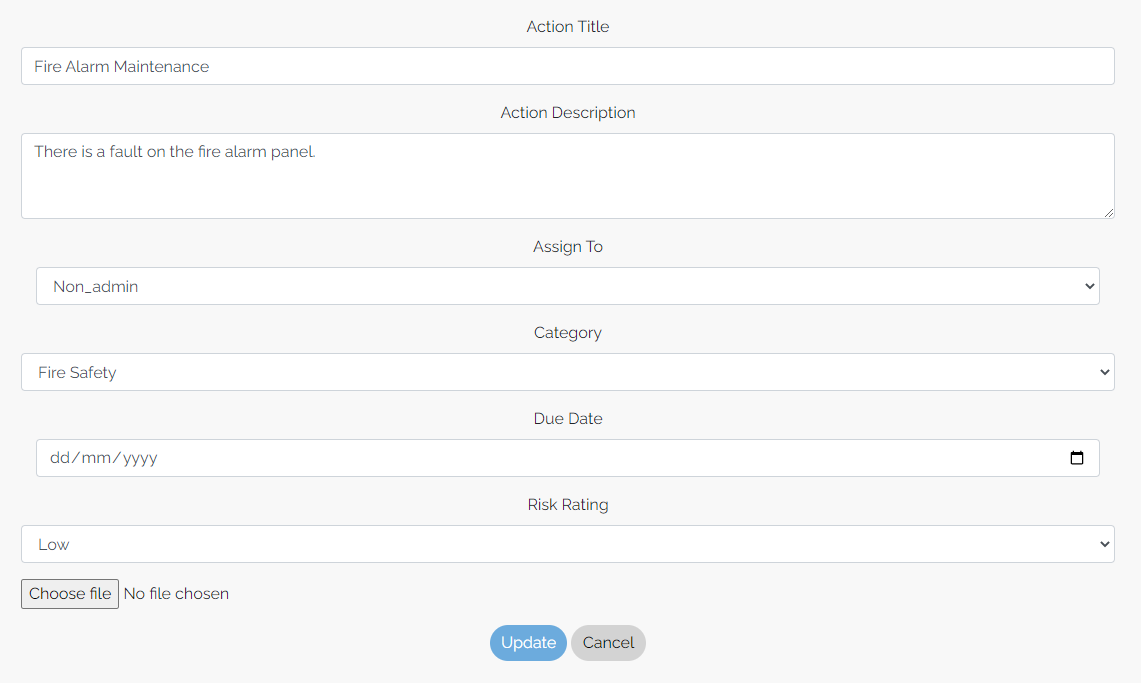 Action Title
Fire Alarm Maintenance
Action Description
There is a fault on the fire alarm panel.
Assign To
Non_admin
Category
Fire Safety
Due Date
dd/mm/yyyy
Risk Rating
Low
Choose file No file chosen
Update Cancel